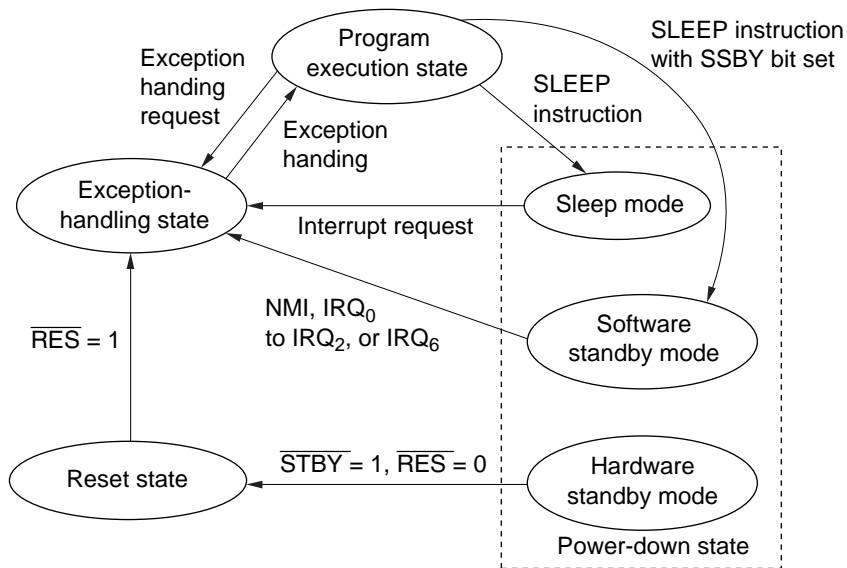 Program
execution state
SLEEP instruction
with SSBY bit set
Exception
handing
request
Exception
handing
SLEEP
instruction
Exception-
handling state
Sleep mode
Interrupt request
NMI, IRQ0
to IRQ2, or IRQ6
Software
standby mode
RES = 1
Reset state
STBY = 1, RES = 0
Hardware
standby mode
Power-down state